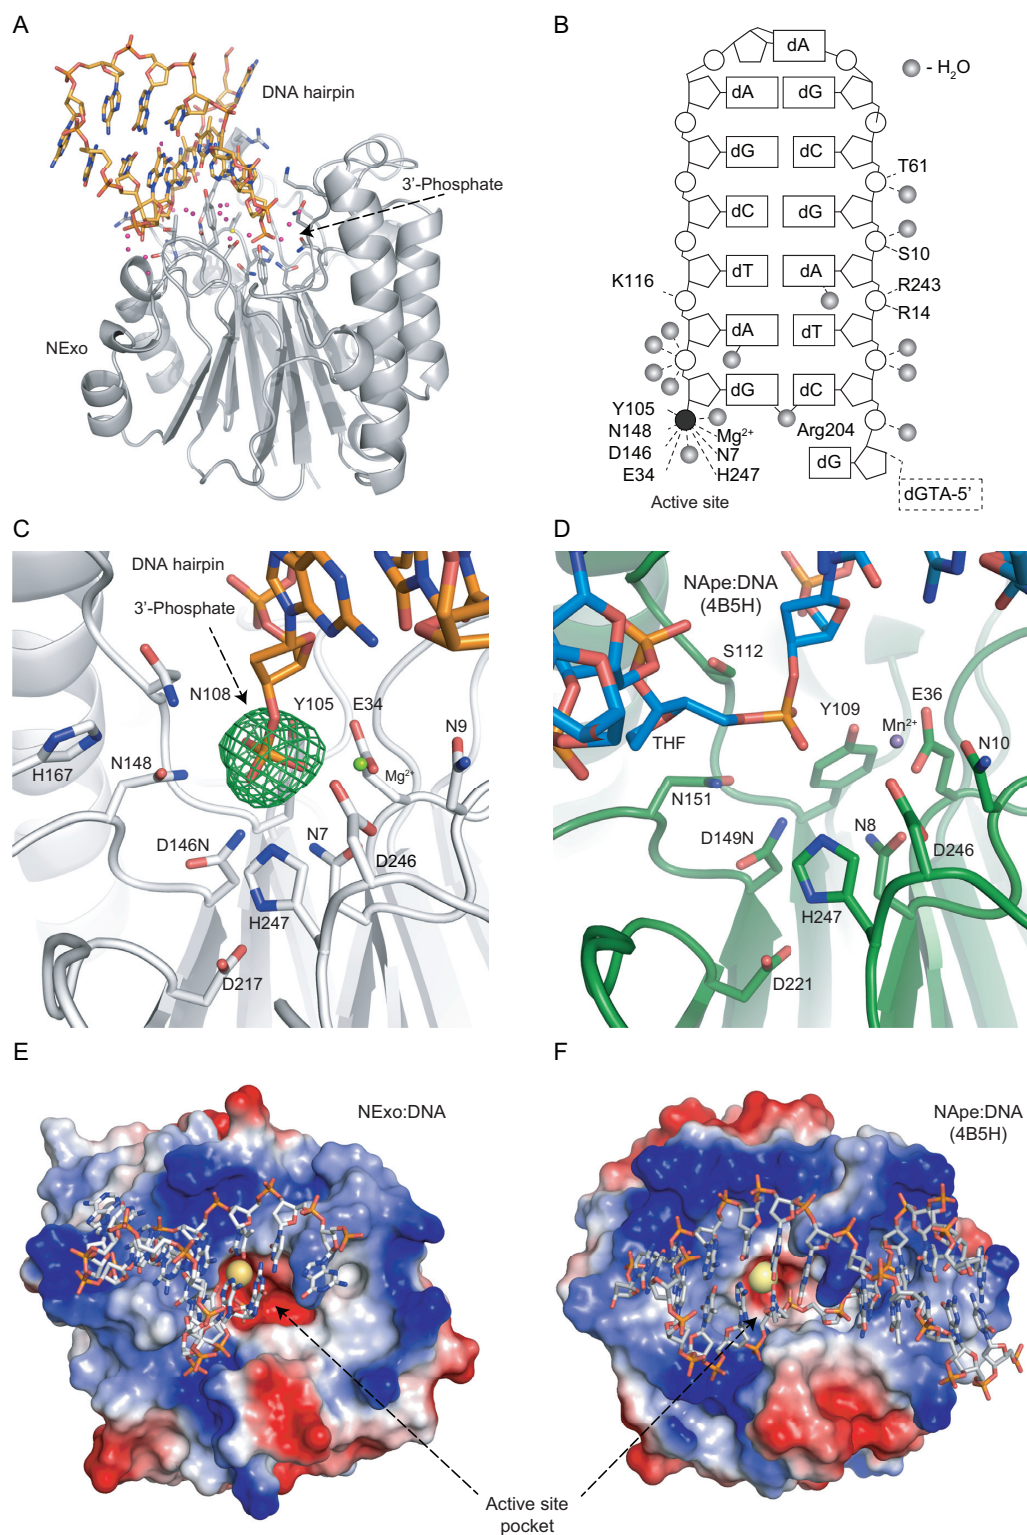 A
DNA hairpin
3'-Phosphate
NExo
B
dA
- H₂O
dA dG
dG dC
T61
dC dG
S10
dT dA
K116
R243
R14
dA dT
dG dC
Y105
N148
D146
E34
Mg²⁺
N7
H247
Arg204
dG
dGTA-5'
Active site
C
DNA hairpin
3'-Phosphate
N108
Y105
E34
N9
H167
N148
Mg²⁺
D146N
N7
D246
H247
D217
D
NApe:DNA
(4B5H)
S112
E36
Y109
Mn²⁺
THF
N10
N151
D149N
N8
D246
H247
D221
E
NExo:DNA
F
NApe:DNA
(4B5H)
Active site
pocket